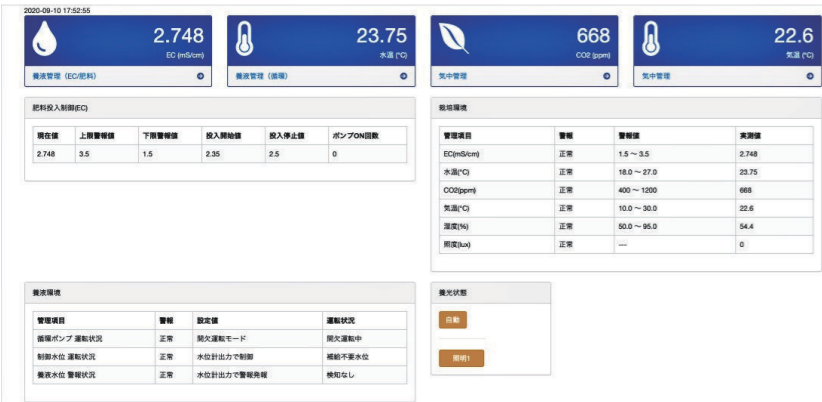 2020-09-10 17:52:55
2.748
EC (mS/cm)
養液管理（EC/肥料）
23.75
水温 (°C)
養液管理（循環）
668
CO2 (ppm)
気中管理
22.6
気温 (°C)
気中管理
肥料投入制御(EC)
現在値 上限警報値 下限警報値 投入開始値 投入停止値 ポンプON回数
2.748 3.5 1.5 2.35 2.5 0
栽培環境
管理項目 警報 警報値 実測値
EC(mS/cm) 正常 1.5 ～ 3.5 2.748
水温(°C) 正常 18.0 ～ 27.0 23.75
CO2(ppm) 正常 400 ～ 1200 668
気温(°C) 正常 10.0 ～ 30.0 22.6
湿度(%) 正常 50.0 ～ 95.0 54.4
照度(lux) 正常 --- 0
養液環境
管理項目 警報 設定値 運転状況
循環ポンプ 運転状況 正常 間欠運転モード 間欠運転中
制御水位 運転状況 正常 水位計出力で制御 補給不要水位
養液水位 警報状況 正常 水位計出力で警報発報 検知なし
養光状態
自動
照明1